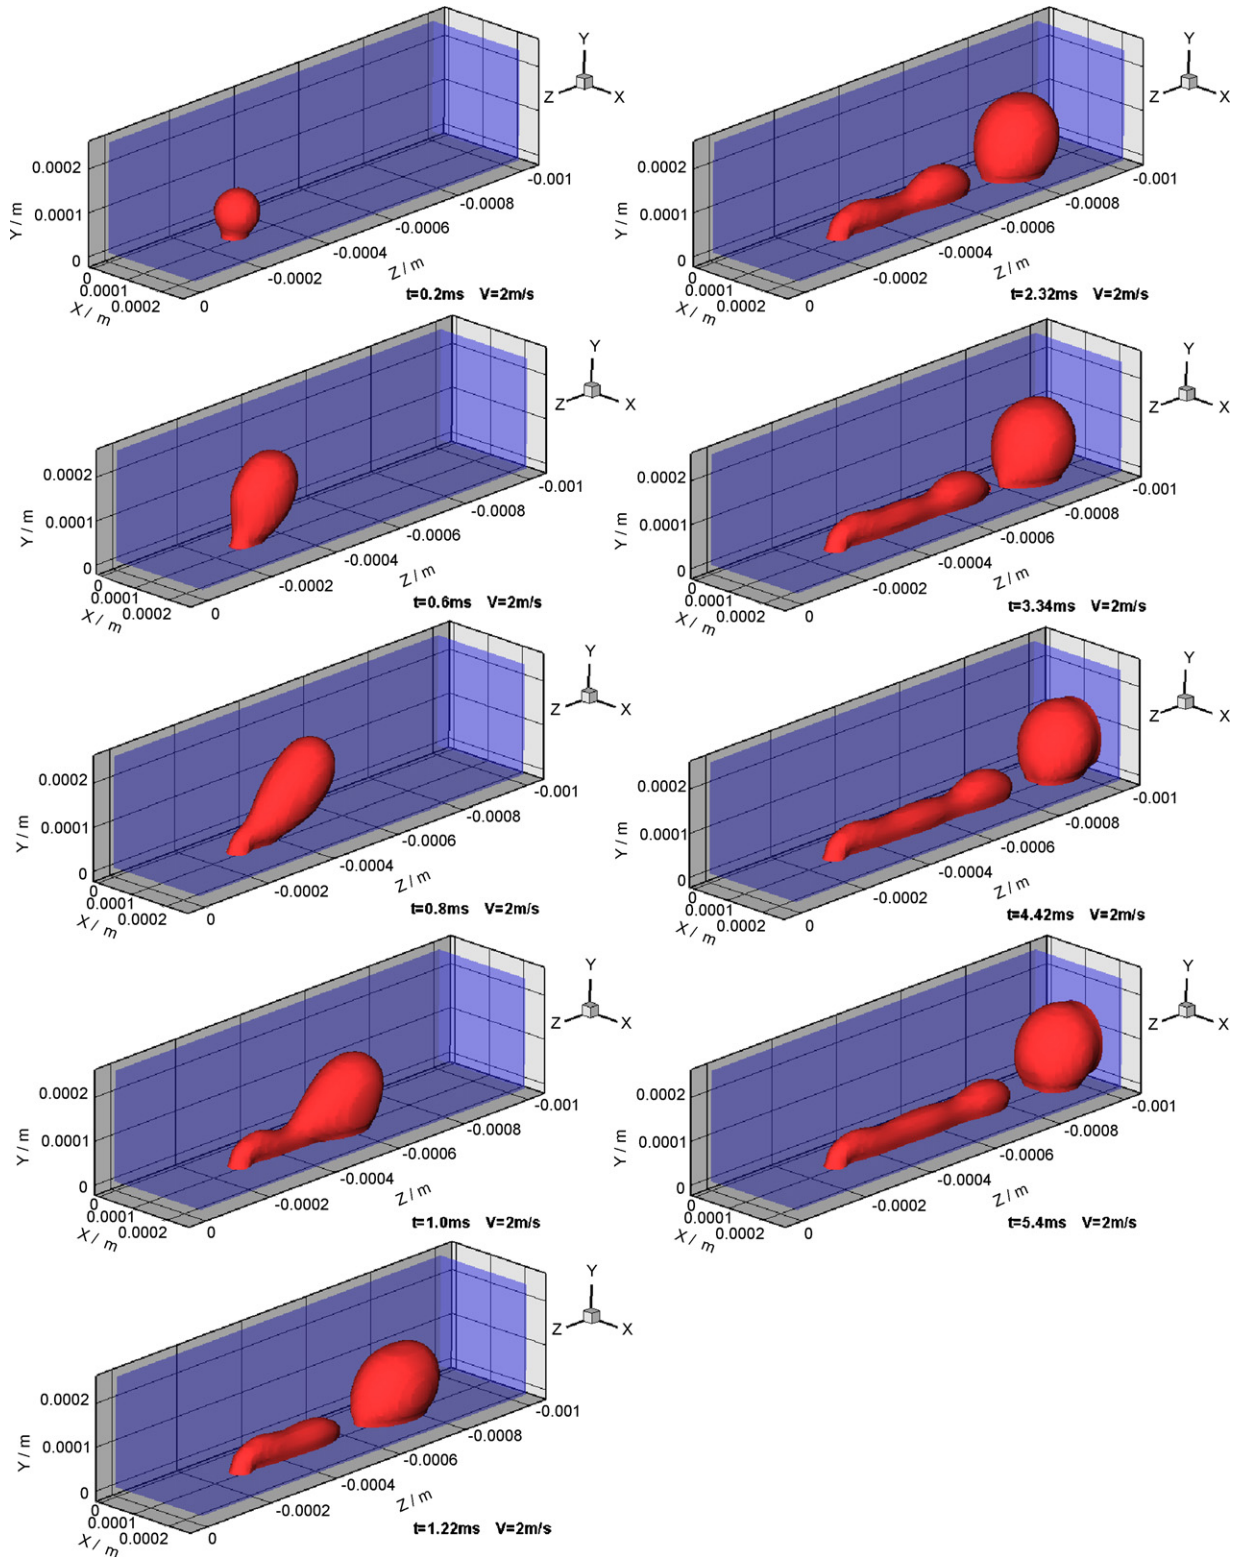 Y
Z X
0.0002
0.0001
0
Y / m
0
0.0001
0.0002
X / m
0
-0.0002
-0.0004
-0.0006
-0.0008
-0.001
Z / m
t=0.2ms V=2m/s
Y
Z X
0.0002
0.0001
0
Y / m
0
0.0001
0.0002
X / m
0
-0.0002
-0.0004
-0.0006
-0.0008
-0.001
Z / m
t=0.6ms V=2m/s
Y
Z X
0.0002
0.0001
0
Y / m
0
0.0001
0.0002
X / m
0
-0.0002
-0.0004
-0.0006
-0.0008
-0.001
Z / m
t=0.8ms V=2m/s
Y
Z X
0.0002
0.0001
0
Y / m
0
0.0001
0.0002
X / m
0
-0.0002
-0.0004
-0.0006
-0.0008
-0.001
Z / m
t=1.0ms V=2m/s
Y
Z X
0.0002
0.0001
0
Y / m
0
0.0001
0.0002
X / m
0
-0.0002
-0.0004
-0.0006
-0.0008
-0.001
Z / m
t=1.22ms V=2m/s
Y
Z X
0.0002
0.0001
0
Y / m
0
0.0001
0.0002
X / m
0
-0.0002
-0.0004
-0.0006
-0.0008
-0.001
Z / m
t=2.32ms V=2m/s
Y
Z X
0.0002
0.0001
0
Y / m
0
0.0001
0.0002
X / m
0
-0.0002
-0.0004
-0.0006
-0.0008
-0.001
Z / m
t=3.34ms V=2m/s
Y
Z X
0.0002
0.0001
0
Y / m
0
0.0001
0.0002
X / m
0
-0.0002
-0.0004
-0.0006
-0.0008
-0.001
Z / m
t=4.42ms V=2m/s
Y
Z X
0.0002
0.0001
0
Y / m
0
0.0001
0.0002
X / m
0
-0.0002
-0.0004
-0.0006
-0.0008
-0.001
Z / m
t=5.4ms V=2m/s